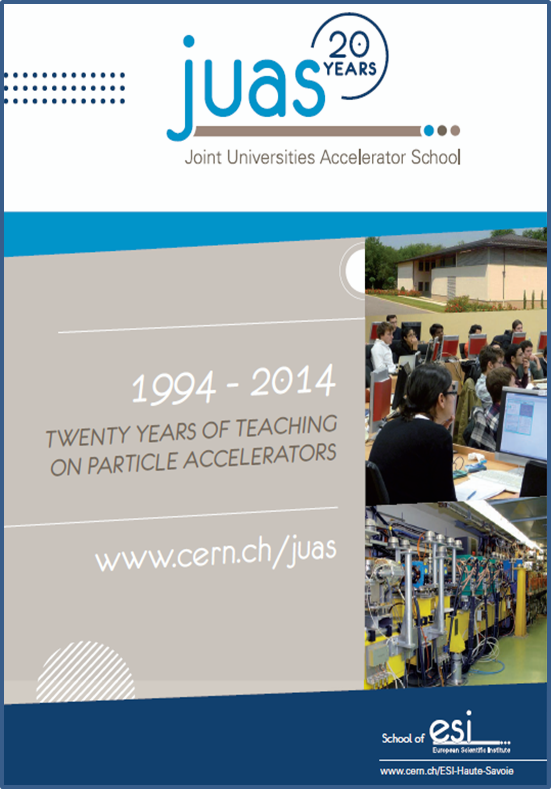 juas
20
YEARS
Joint Universities Accelerator School
1994 - 2014
TWENTY YEARS OF TEACHING
ON PARTICLE ACCELERATORS
www.cern.ch/juas
School of esi
European Scientific Institute
www.cern.ch/ESI-Haute-Savoie